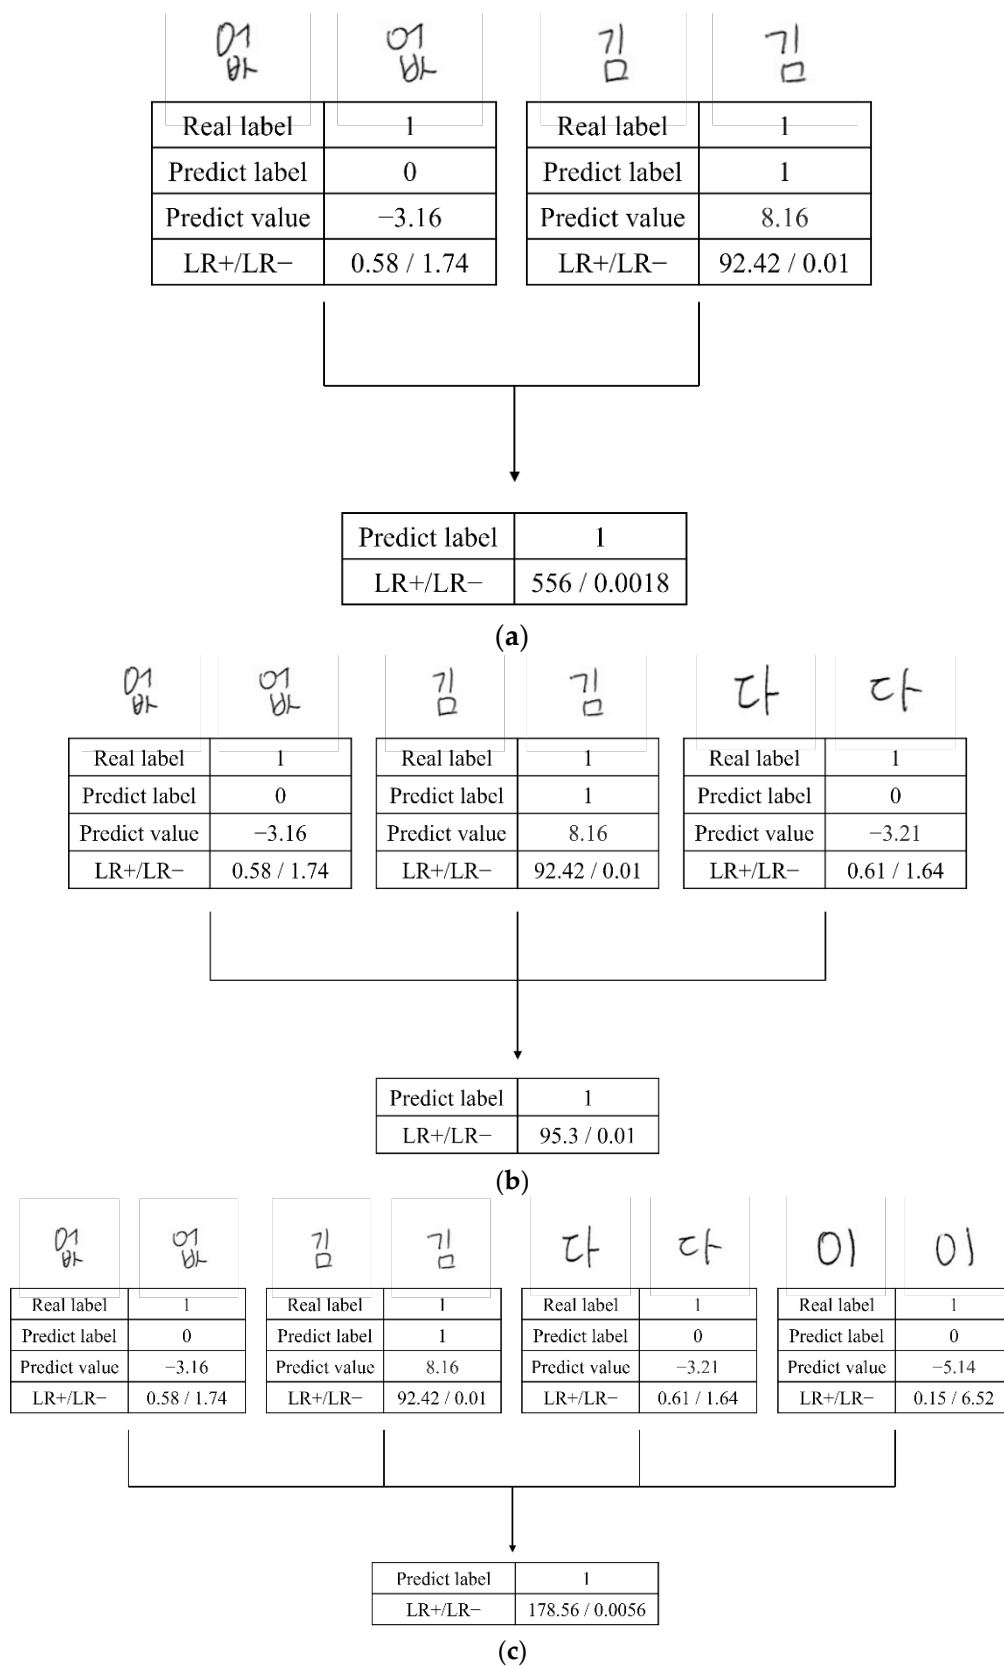 없 없 김 김
Real label 1 Real label 1
Predict label 0 Predict label 1
Predict value −3.16 Predict value 8.16
LR+/LR− 0.58 / 1.74 LR+/LR− 92.42 / 0.01
Predict label 1
LR+/LR− 556 / 0.0018
(a)
없 없 김 김 다 다
Real label 1 Real label 1 Real label 1
Predict label 0 Predict label 1 Predict label 0
Predict value −3.16 Predict value 8.16 Predict value −3.21
LR+/LR− 0.58 / 1.74 LR+/LR− 92.42 / 0.01 LR+/LR− 0.61 / 1.64
Predict label 1
LR+/LR− 95.3 / 0.01
(b)
없 없 김 김 다 다 이 이
Real label 1 Real label 1 Real label 1 Real label 1
Predict label 0 Predict label 1 Predict label 0 Predict label 0
Predict value −3.16 Predict value 8.16 Predict value −3.21 Predict value −5.14
LR+/LR− 0.58 / 1.74 LR+/LR− 92.42 / 0.01 LR+/LR− 0.61 / 1.64 LR+/LR− 0.15 / 6.52
Predict label 1
LR+/LR− 178.56 / 0.0056
(c)